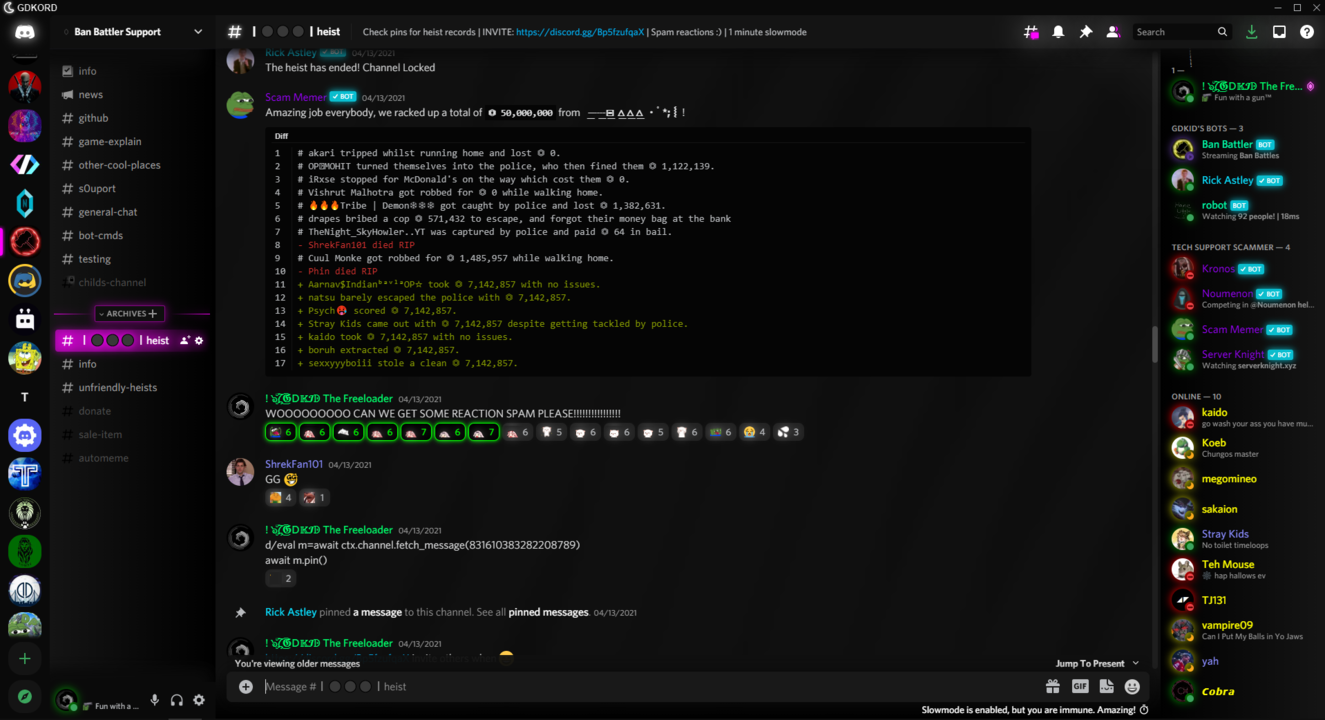 GDKORD
Ban Battler Support
info
news
github
game-explain
other-cool-places
s0uport
general-chat
bot-cmds
testing
childs-channel
ARCHIVES
heist
info
unfriendly-heists
donate
sale-item
automeme
T
Fun with a ...
# | heist
Check pins for heist records | INVITE: https://discord.gg/Bp5fzufqaX | Spam reactions :) | 1 minute slowmode
Search
Rick Astley BOT 04/13/2021
The heist has ended! Channel Locked
Scam Memer BOT 04/13/2021
Amazing job everybody, we racked up a total of 50,000,000 from !
Diff
1 # akari tripped whilst running home and lost 0.
2 # OP MOHIT turned themselves into the police, who then fined them 1,122,139.
3 # iRxse stopped for McDonald's on the way which cost them 0.
4 # Vishrut Malhotra got robbed for 0 while walking home.
5 # 🔥🔥🔥Tribe | Demon❄❄❄ got caught by police and lost 1,382,631.
6 # drapes bribed a cop 571,432 to escape, and forgot their money bag at the bank
7 # TheNight_SkyHowler..YT was captured by police and paid 64 in bail.
8 - ShrekFan101 died RIP
9 # Cuul Monke got robbed for 1,485,957 while walking home.
10 - Phin died RIP
11 + Aarnav$Indian OP☆ took 7,142,857 with no issues.
12 + natsu barely escaped the police with 7,142,857.
13 + Psych scored 7,142,857.
14 + Stray Kids came out with 7,142,857 despite getting tackled by police.
15 + kaido took 7,142,857 with no issues.
16 + boruh extracted 7,142,857.
17 + sexxyyyboiii stole a clean 7,142,857.
The Freeloader 04/13/2021
WOOOOOOOOO CAN WE GET SOME REACTION SPAM PLEASE!!!!!!!!!!!!!!!!
6 6 6 6 7 6 7 6 5 6 6 5 6 6 4 3
ShrekFan101 04/13/2021
GG
4 1
The Freeloader 04/13/2021
d/eval m=await ctx.channel.fetch_message(831610383282208789)
await m.pin()
2
Rick Astley pinned a message to this channel. See all pinned messages. 04/13/2021
The Freeloader 04/13/2021
You're viewing older messages
Jump To Present
Message # | heist
GIF
Slowmode is enabled, but you are immune. Amazing!
1 —
The Fre...
Fun with a gun™
GDKID'S BOTS — 3
Ban Battler BOT
Streaming Ban Battles
Rick Astley BOT
robot BOT
Watching 92 people! | 18ms
TECH SUPPORT SCAMMER — 4
Kronos BOT
Noumenon BOT
Competing in @Noumenon hel...
Scam Memer BOT
Server Knight BOT
Watching serverknight.xyz
ONLINE — 10
kaido
go wash your ass you have mu...
Koeb
Chungos master
megomineo
sakaion
Stray Kids
No toilet timeloops
Teh Mouse
hap hallows ev
TJ131
vampire09
Can I Put My Balls in Yo Jaws
yah
Cobra